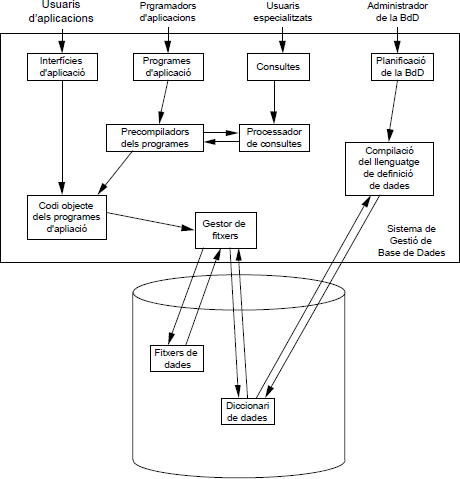 Usuaris
d'aplicacions
Prgramadors
d'aplicacions
Usuaris
especialitzats
Administrador
de la BdD
Interfícies
d'aplicació
Programes
d'aplicació
Consultes
Planificació
de la BdD
Precompiladors
dels programes
Processador
de consultes
Compilació
del llenguatge
de definició
de dades
Codi objecte
dels programes
d'apliació
Gestor de
fitxers
Sistema de
Gestió de
Base de Dades
Fitxers de
dades
Diccionari
de dades